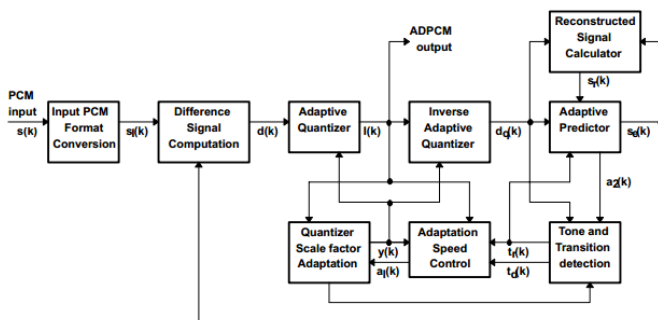 ADPCM
output
Reconstructed
Signal
Calculator
PCM
input
s(k)
Input PCM
Format
Conversion
sl(k)
Difference
Signal
Computation
d(k)
Adaptive
Quantizer
I(k)
Inverse
Adaptive
Quantizer
dq(k)
sr(k)
Adaptive
Predictor
se(k)
a2(k)
Quantizer
Scale factor
Adaptation
y(k)
al(k)
Adaptation
Speed
Control
tr(k)
td(k)
Tone and
Transition
detection